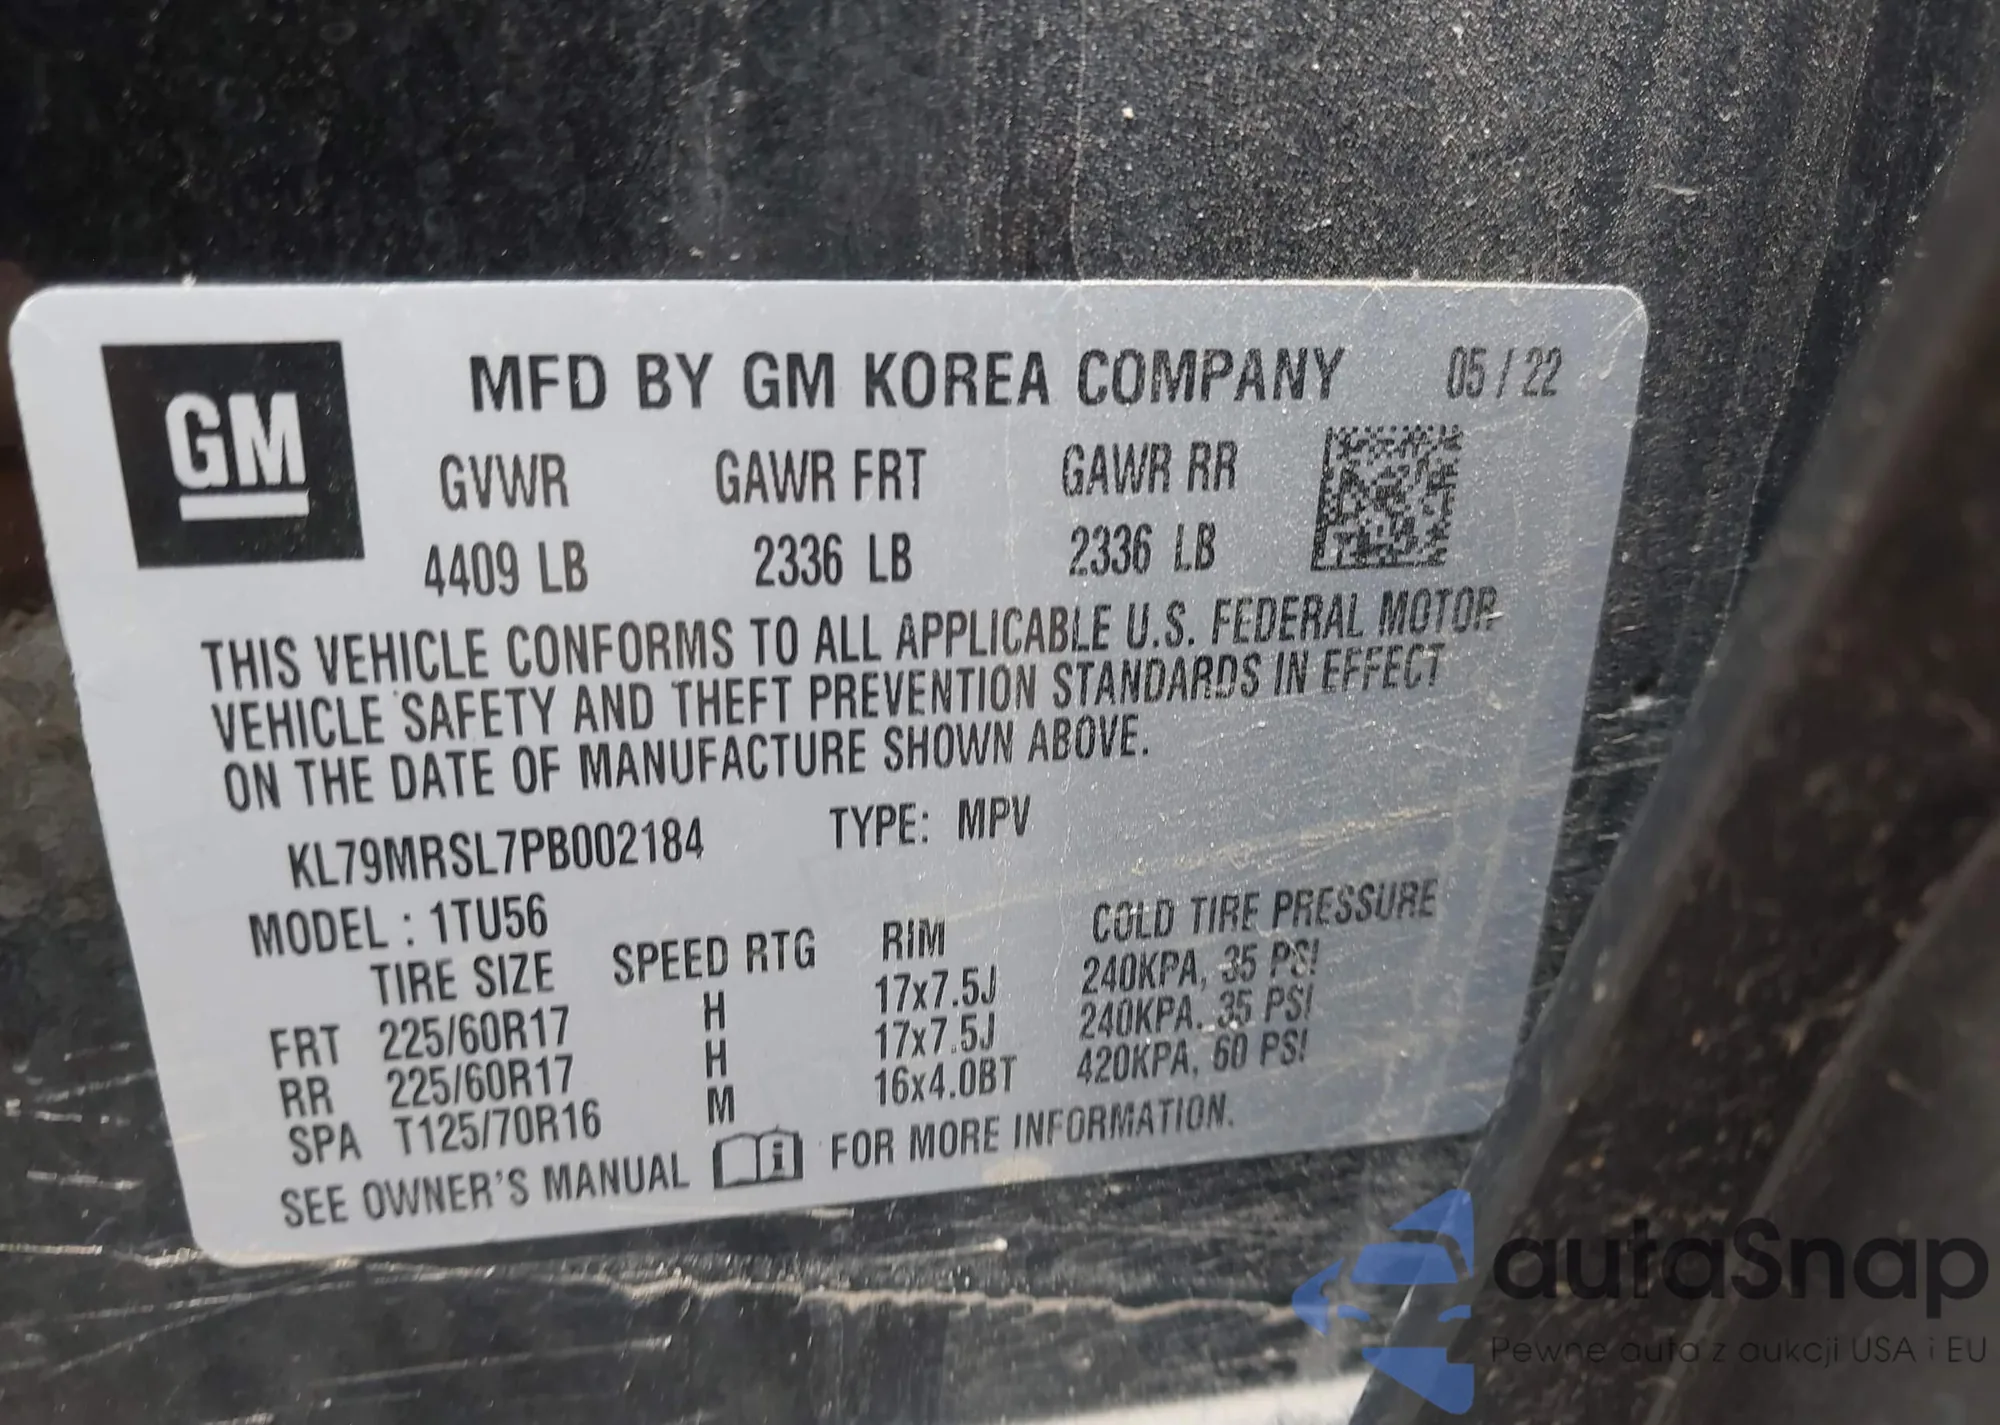 GM
MFD BY GM KOREA COMPANY 05 / 22
GVWR GAWR FRT GAWR RR
4409 LB 2336 LB 2336 LB
THIS VEHICLE CONFORMS TO ALL APPLICABLE U.S. FEDERAL MOTOR
VEHICLE SAFETY AND THEFT PREVENTION STANDARDS IN EFFECT
ON THE DATE OF MANUFACTURE SHOWN ABOVE.
KL79MRSL7PB002184 TYPE: MPV
MODEL : 1TU56
TIRE SIZE SPEED RTG RIM COLD TIRE PRESSURE
FRT 225/60R17 H 17x7.5J 240KPA, 35 PSI
RR 225/60R17 H 17x7.5J 240KPA. 35 PSI
SPA T125/70R16 M 16x4.0BT 420KPA, 60 PSI
SEE OWNER'S MANUAL i FOR MORE INFORMATION.
autaSnap
Pewne auta z aukcji USA i EU